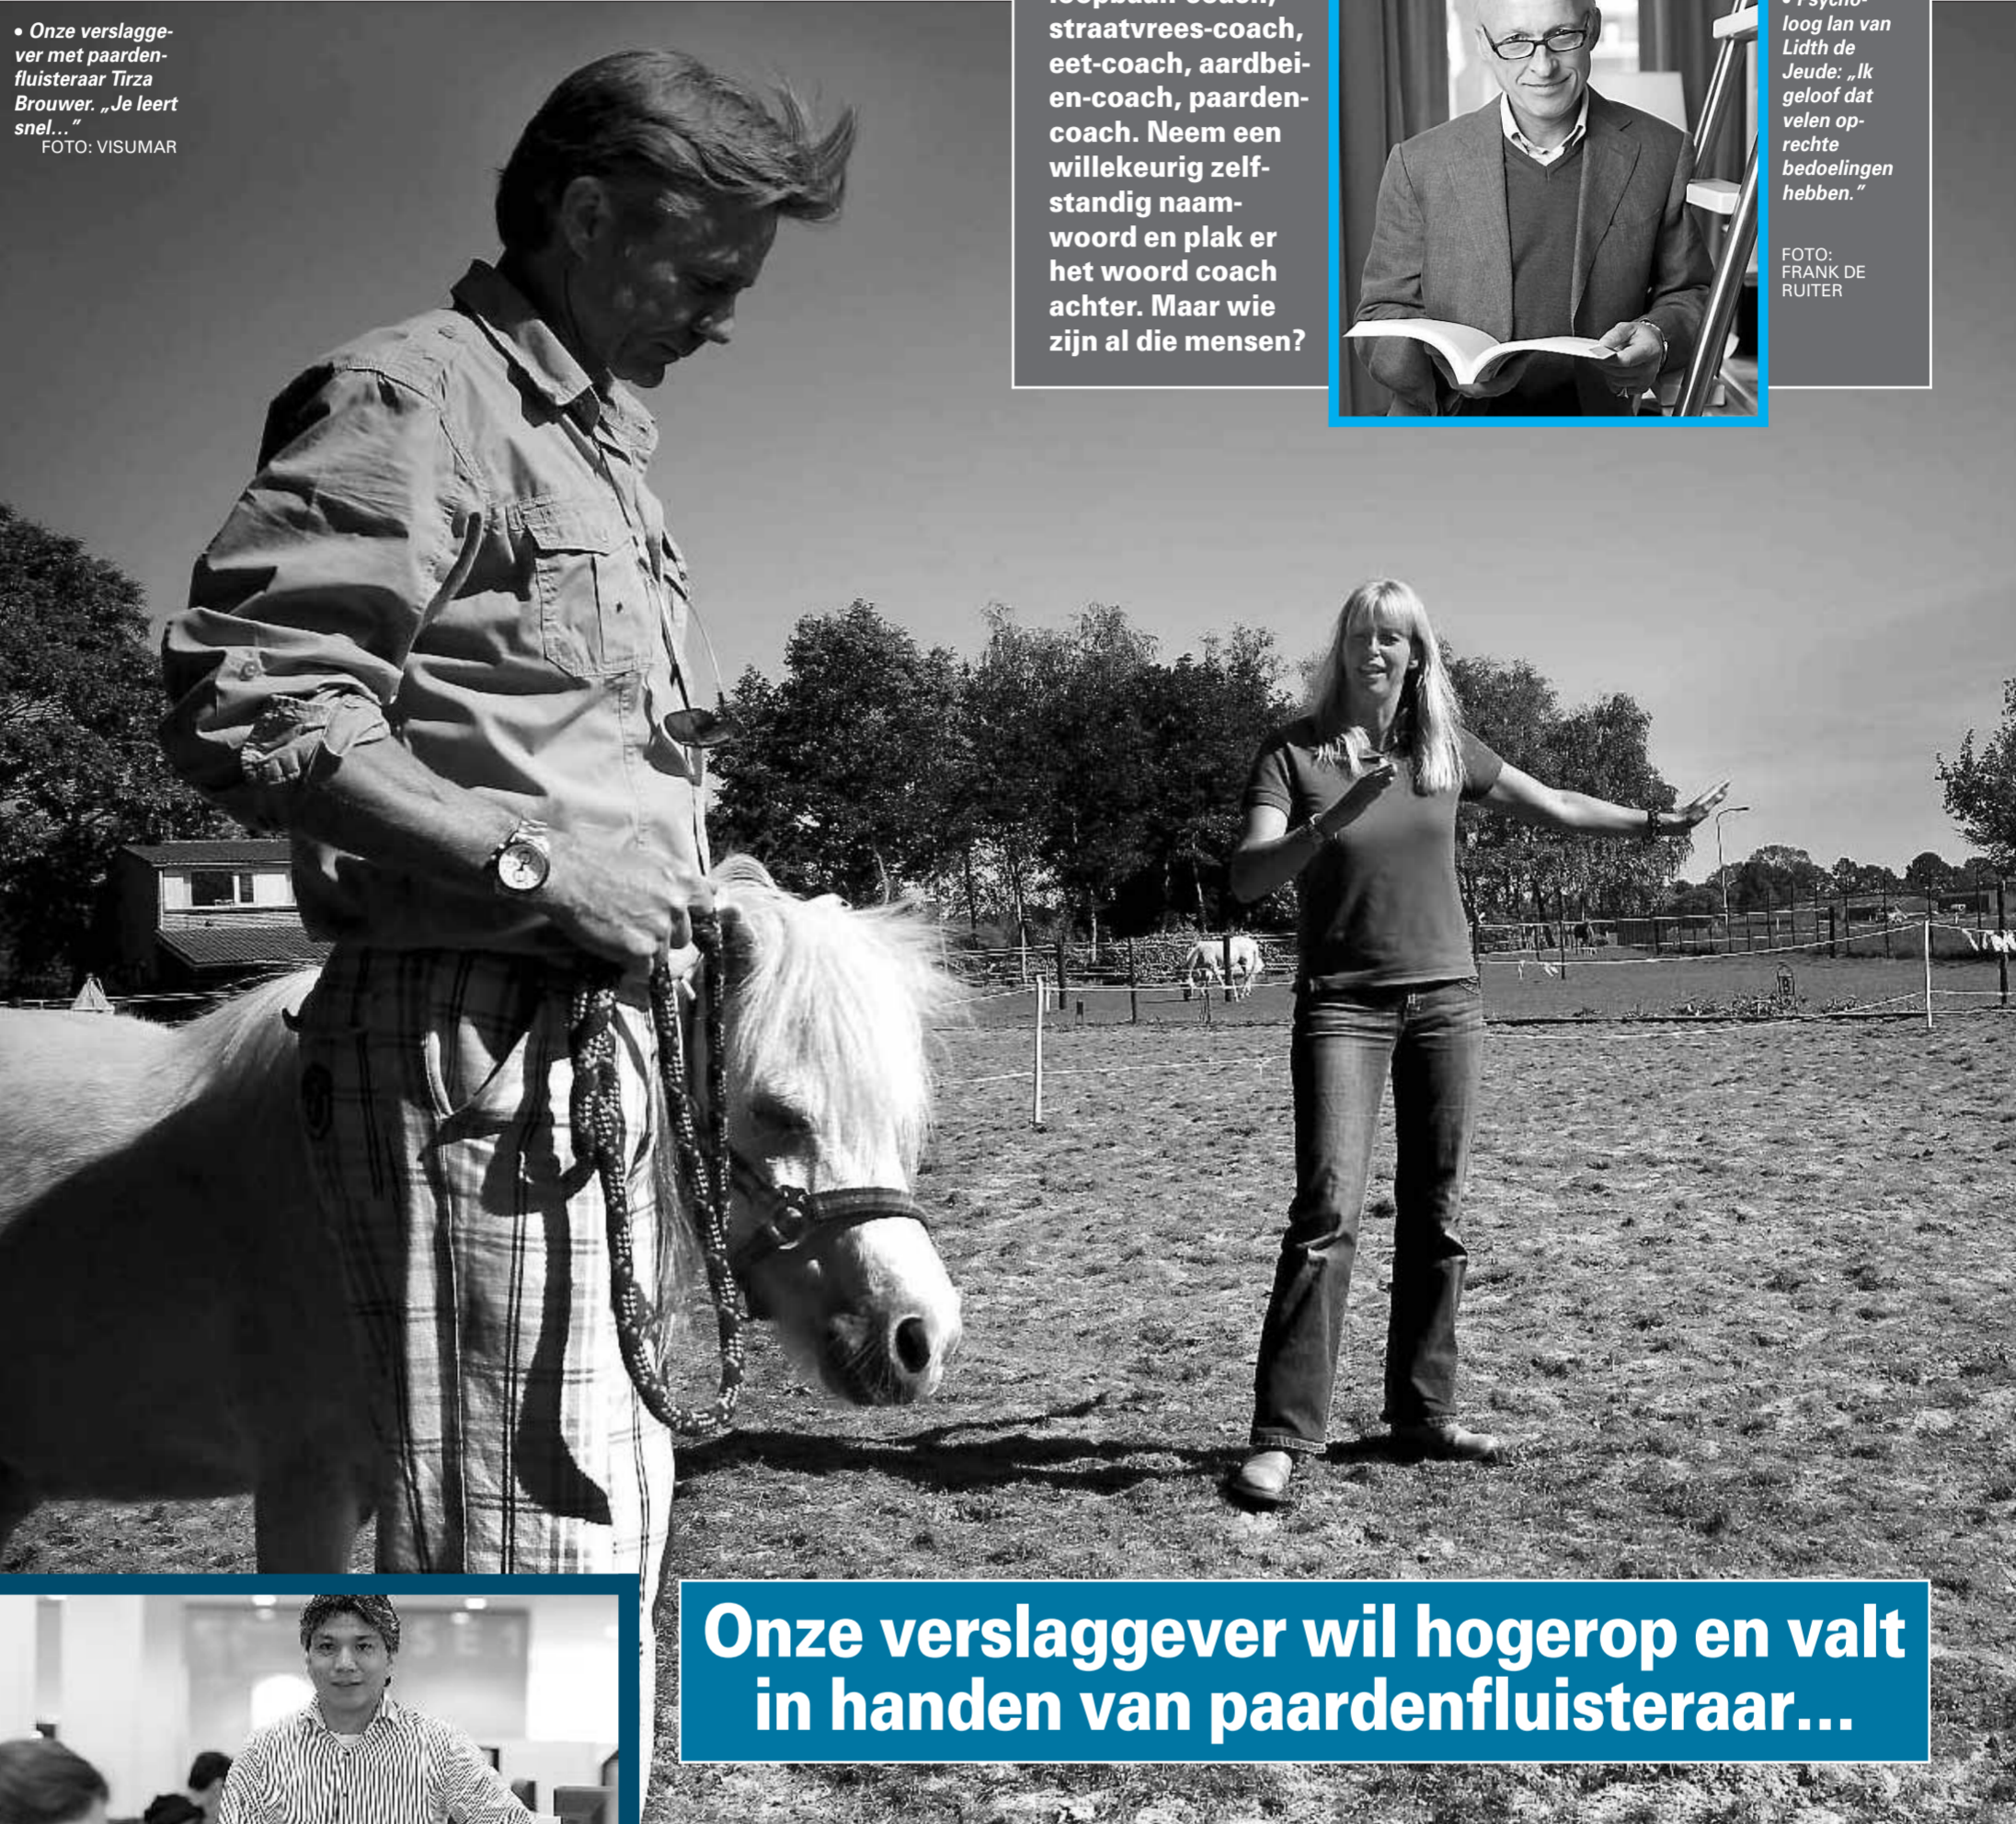 • Onze verslagge-
ver met paarden-
fluisteraar Tirza
Brouwer. „Je leert
snel...”
FOTO: VISUMAR
loopbaan-coach,
straatvrees-coach,
eet-coach, aardbei-
en-coach, paarden-
coach. Neem een
willekeurig zelf-
standig naam-
woord en plak er
het woord coach
achter. Maar wie
zijn al die mensen?
• Psycho-
loog Ian van
Lidth de
Jeude: „Ik
geloof dat
velen op-
rechte
bedoelingen
hebben.”
FOTO:
FRANK DE
RUITER
Onze verslaggever wil hogerop en valt
in handen van paardenfluisteraar...